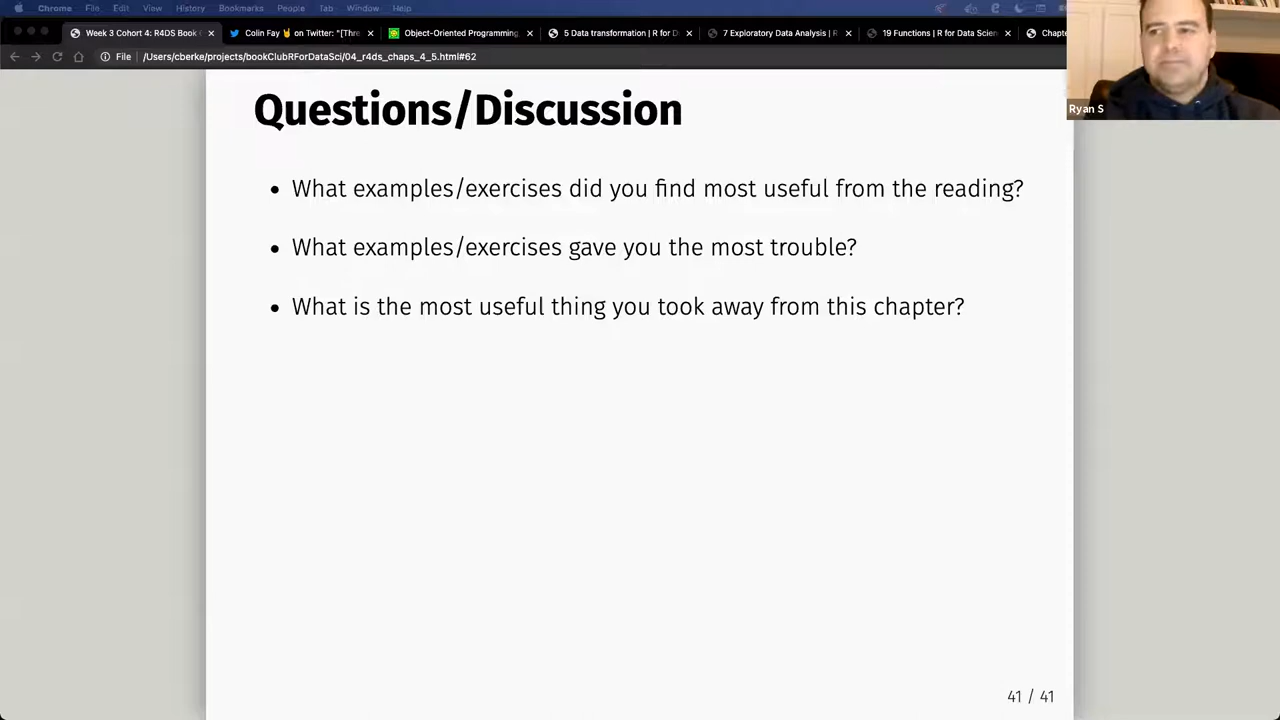 Chrome File Edit View History Bookmarks People Tab Window Help
Week 3 Cohort 4: R4DS Book Colin Fay 🤘 on Twitter: "[Thre Object-Oriented Programming, 5 Data transformation | R for D 7 Exploratory Data Analysis | R 19 Functions | R for Data Scien Chapte
File /Users/cberke/projects/bookClubRForDataSci/04_r4ds_chaps_4_5.html#62
Ryan S
Questions/Discussion
• What examples/exercises did you find most useful from the reading?
• What examples/exercises gave you the most trouble?
• What is the most useful thing you took away from this chapter?
41 / 41